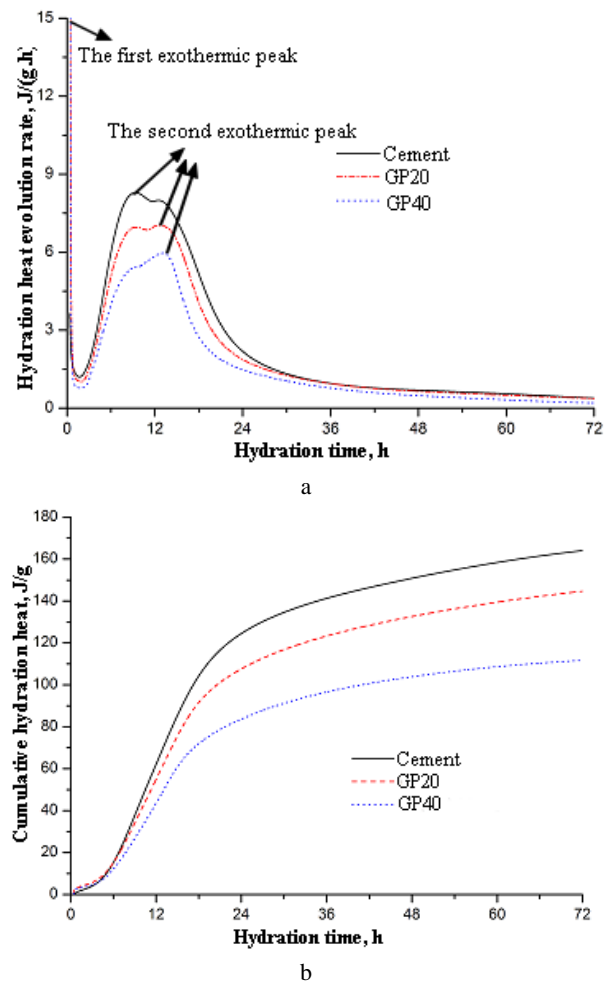 15
12
9
6
3
0
Hydration heat evolution rate, J/(g.h)
The first exothermic peak
The second exothermic peak
Cement
GP20
GP40
0 12 24 36 48 60 72
Hydration time, h
a
180
160
140
120
100
80
60
40
20
0
Cumulative hydration heat, J/g
Cement
GP20
GP40
0 12 24 36 48 60 72
Hydration time, h
b